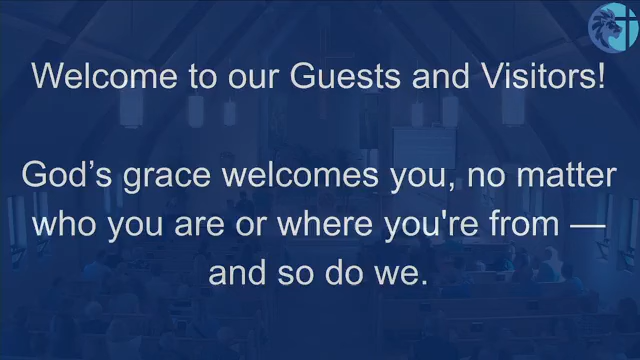 Welcome to our Guests and Visitors!
God’s grace welcomes you, no matter
who you are or where you're from —
and so do we.